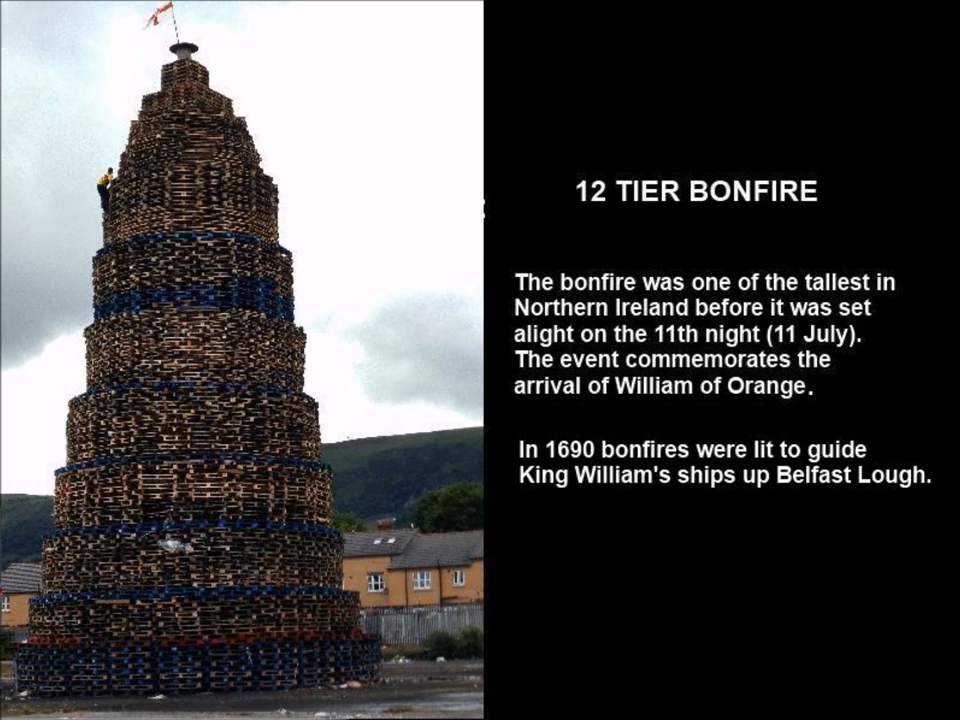 12 TIER BONFIRE
The bonfire was one of the tallest in
Northern Ireland before it was set
alight on the 11th night (11 July).
The event commemorates the
arrival of William of Orange.
In 1690 bonfires were lit to guide
King William's ships up Belfast Lough.